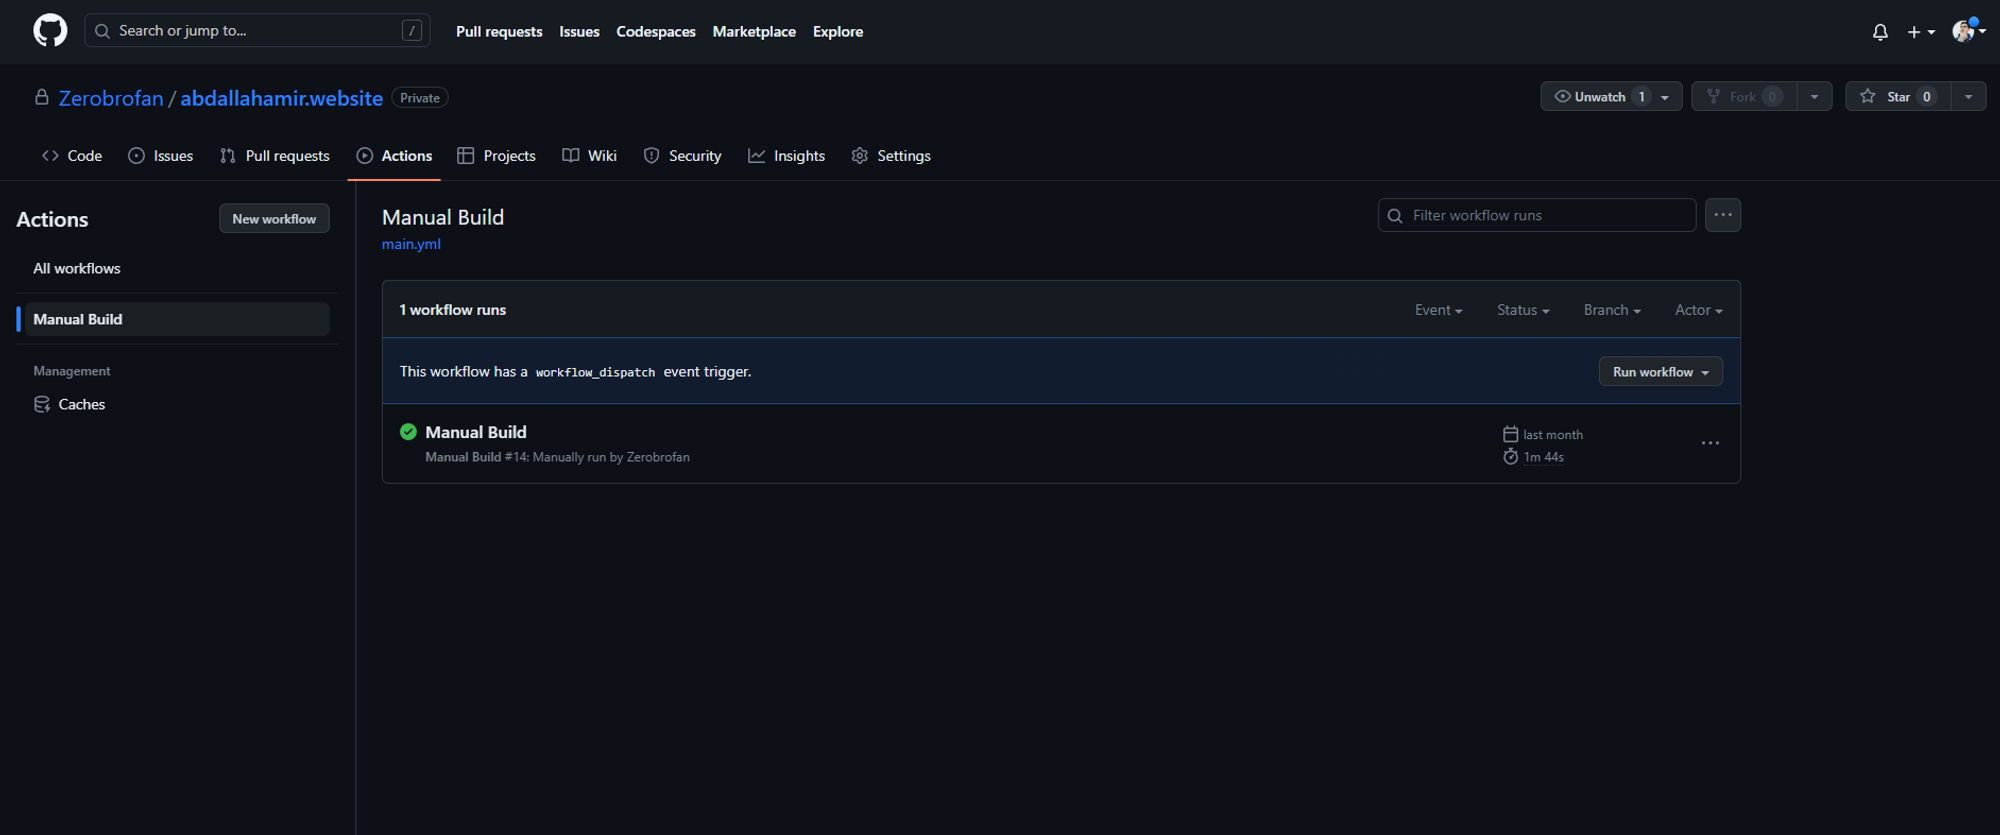 Search or jump to... /
Pull requests Issues Codespaces Marketplace Explore
Zerobrofan / abdallahamir.website Private
Unwatch 1 Fork 0 Star 0
Code Issues Pull requests Actions Projects Wiki Security Insights Settings
Actions
New workflow
All workflows
Manual Build
Management
Caches
Manual Build
main.yml
Filter workflow runs
1 workflow runs
Event Status Branch Actor
This workflow has a workflow_dispatch event trigger.
Run workflow
Manual Build
Manual Build #14: Manually run by Zerobrofan
last month
1m 44s